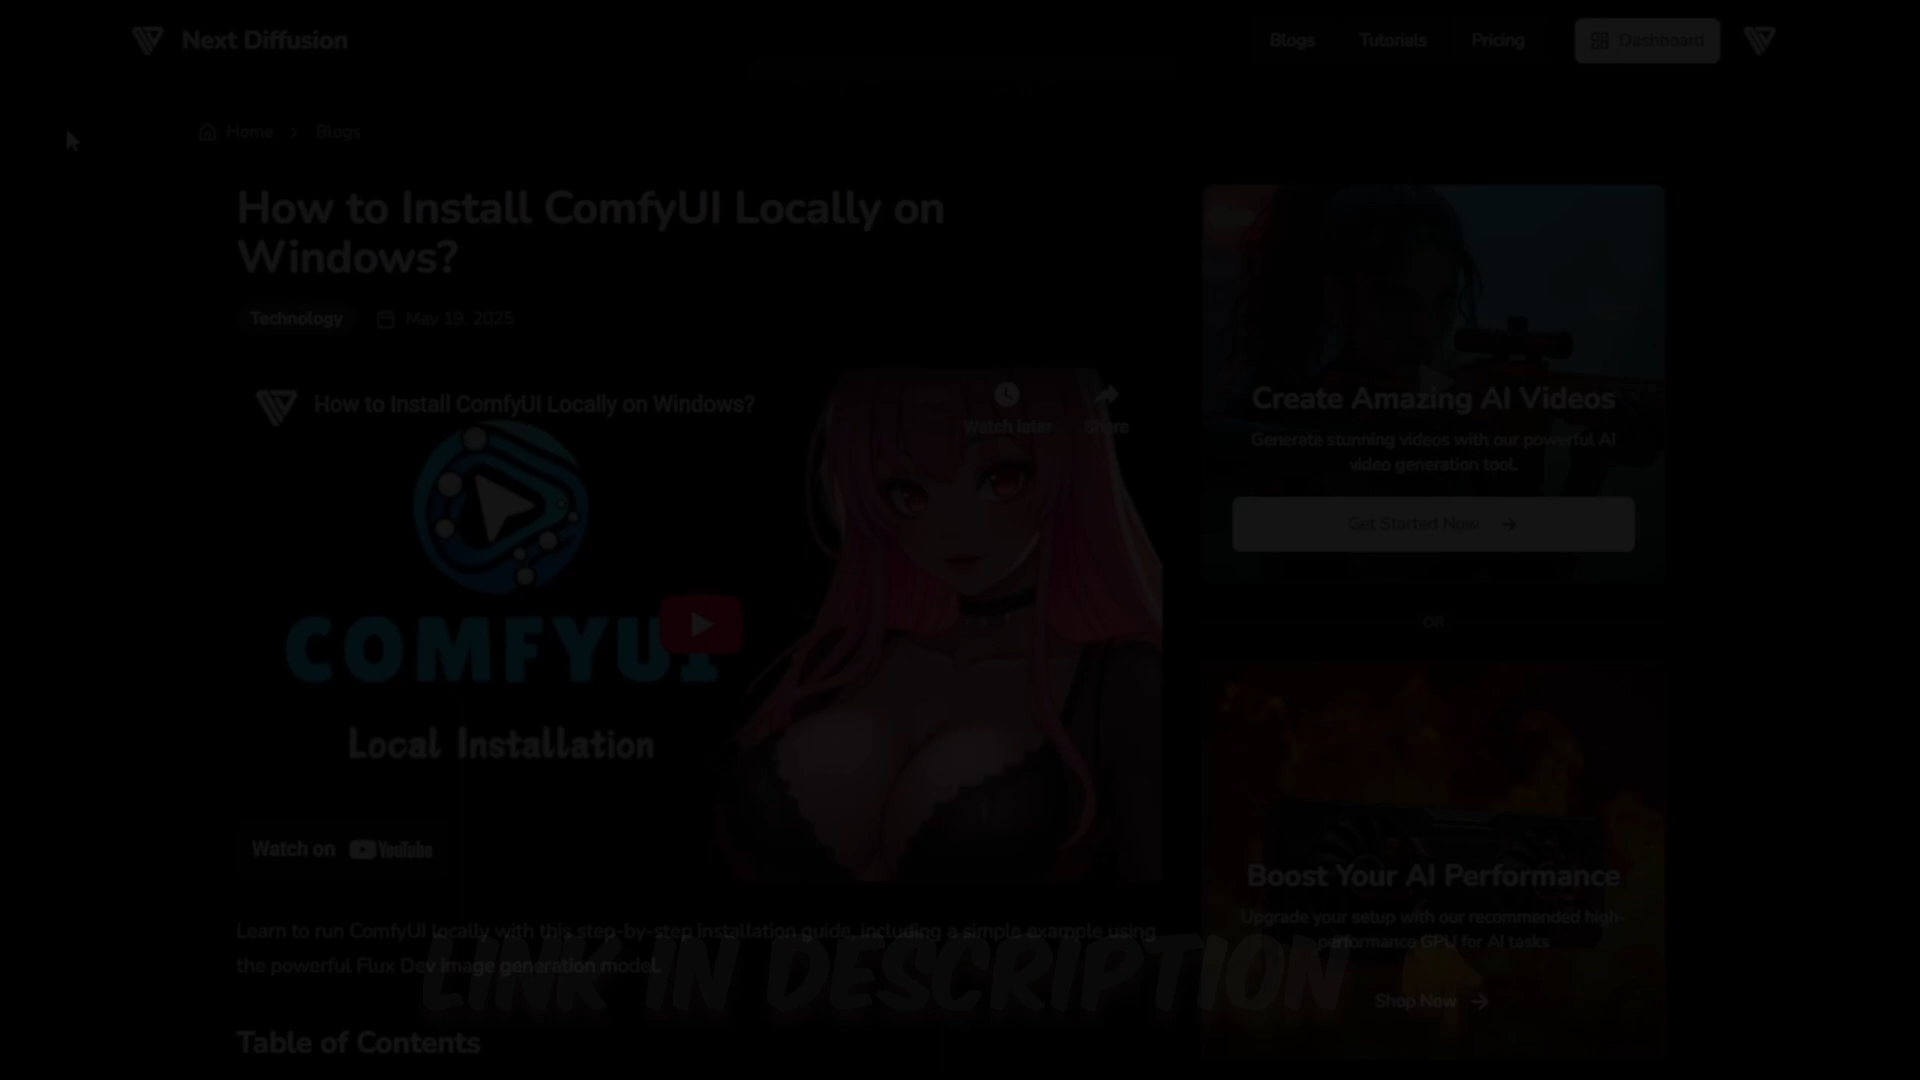 Next Diffusion
Blogs
Tutorials
Pricing
Dashboard
Home
Blogs
How to Install ComfyUI Locally on
Windows?
Technology
May 19, 2025
How to Install ComfyUI Locally on Windows?
Watch later
Share
COMFYUI
Local Installation
Watch on YouTube
Learn to run ComfyUI locally with this step-by-step installation guide, including a simple example using
the powerful Flux Dev image generation model.
Table of Contents
Create Amazing AI Videos
Generate stunning videos with our powerful AI
video generation tool.
Get Started Now
OR
Boost Your AI Performance
Upgrade your setup with our recommended high-
performance GPU for AI tasks
Shop Now
LINK IN DESCRIPTION